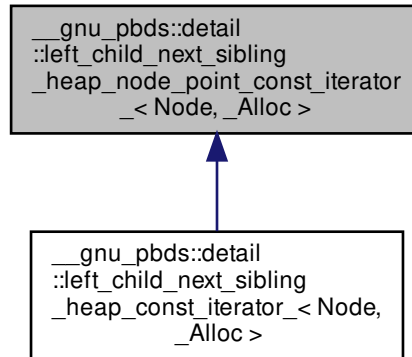 __gnu_pbds::detail
::left_child_next_sibling
_heap_node_point_const_iterator
_< Node, _Alloc >
__gnu_pbds::detail
::left_child_next_sibling
_heap_const_iterator_< Node,
_Alloc >